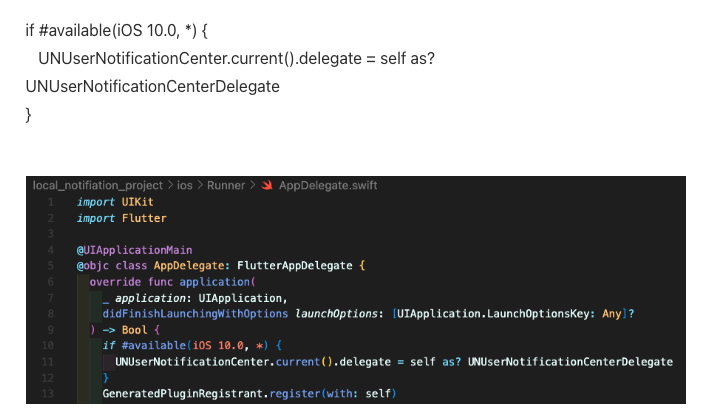 if #available(iOS 10.0, *) {
UNUserNotificationCenter.current().delegate = self as?
UNUserNotificationCenterDelegate
}
local_notifiation_project > ios > Runner > AppDelegate.swift
1 import UIKit
2 import Flutter
3
4 @UIApplicationMain
5 @objc class AppDelegate: FlutterAppDelegate {
6 override func application(
7 _ application: UIApplication,
8 didFinishLaunchingWithOptions launchOptions: [UIApplication.LaunchOptionsKey: Any]?
9 ) -> Bool {
10 if #available(iOS 10.0, *) {
11 UNUserNotificationCenter.current().delegate = self as? UNUserNotificationCenterDelegate
12 }
13 GeneratedPluginRegistrant.register(with: self)